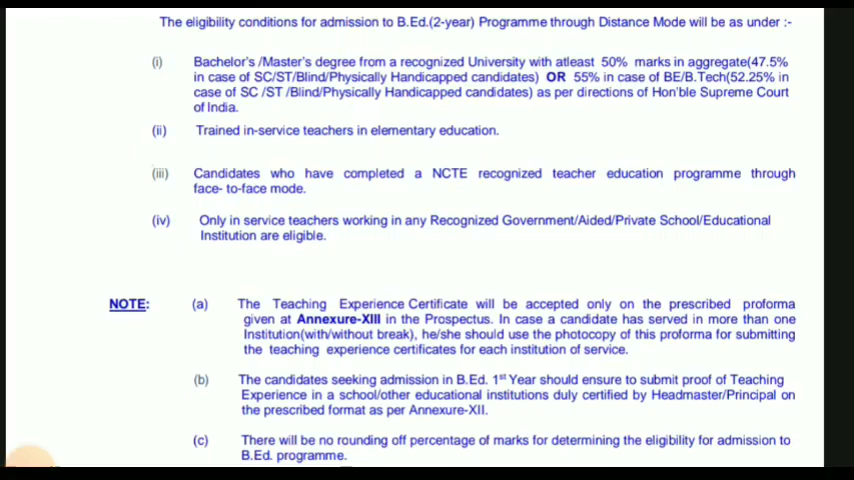 The eligibility conditions for admission to B.Ed.(2-year) Programme through Distance Mode will be as under :-
(i) Bachelor's /Master's degree from a recognized University with atleast 50% marks in aggregate(47.5%
in case of SC/ST/Blind/Physically Handicapped candidates) OR 55% in case of BE/B.Tech(52.25% in
case of SC /ST /Blind/Physically Handicapped candidates) as per directions of Hon'ble Supreme Court
of India.
(ii) Trained in-service teachers in elementary education.
(iii) Candidates who have completed a NCTE recognized teacher education programme through
face- to-face mode.
(iv) Only in service teachers working in any Recognized Government/Aided/Private School/Educational
Institution are eligible.
NOTE: (a) The Teaching Experience Certificate will be accepted only on the prescribed proforma
given at Annexure-XIII in the Prospectus. In case a candidate has served in more than one
Institution(with/without break), he/she should use the photocopy of this proforma for submitting
the teaching experience certificates for each institution of service.
(b) The candidates seeking admission in B.Ed. 1st Year should ensure to submit proof of Teaching
Experience in a school/other educational institutions duly certified by Headmaster/Principal on
the prescribed format as per Annexure-XII.
(c) There will be no rounding off percentage of marks for determining the eligibility for admission to
B.Ed. programme.